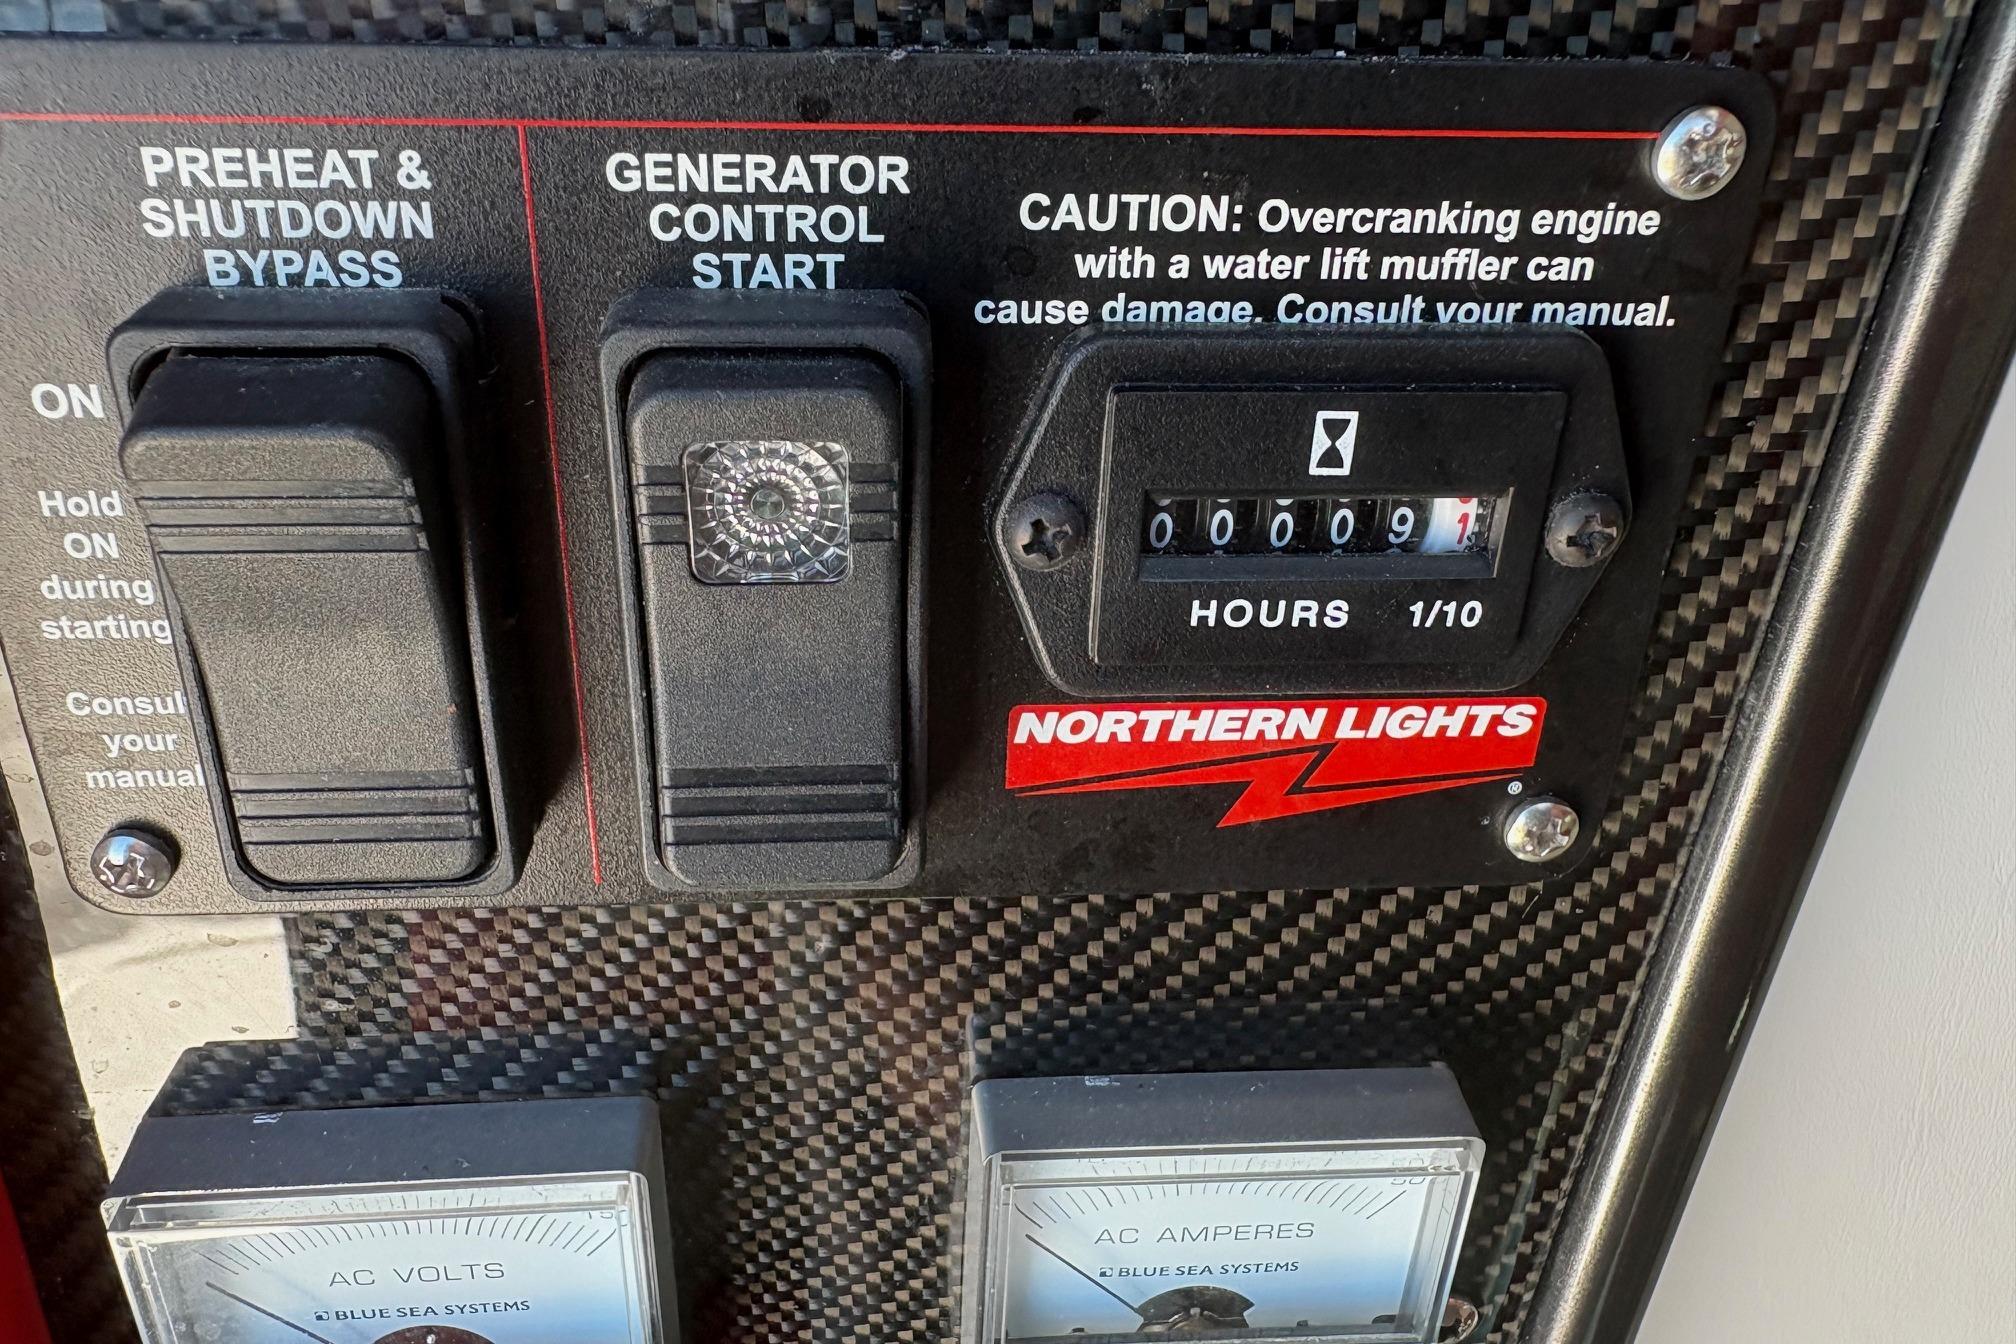 PREHEAT &
SHUTDOWN
BYPASS
ON
Hold
ON
during
starting
Consult
your
manual
GENERATOR
CONTROL
START
CAUTION: Overcranking engine
with a water lift muffler can
cause damage. Consult your manual.
0 0 0 0 9 1
HOURS 1/10
NORTHERN LIGHTS
®
AC VOLTS
BLUE SEA SYSTEMS
50
AC AMPERES
BLUE SEA SYSTEMS